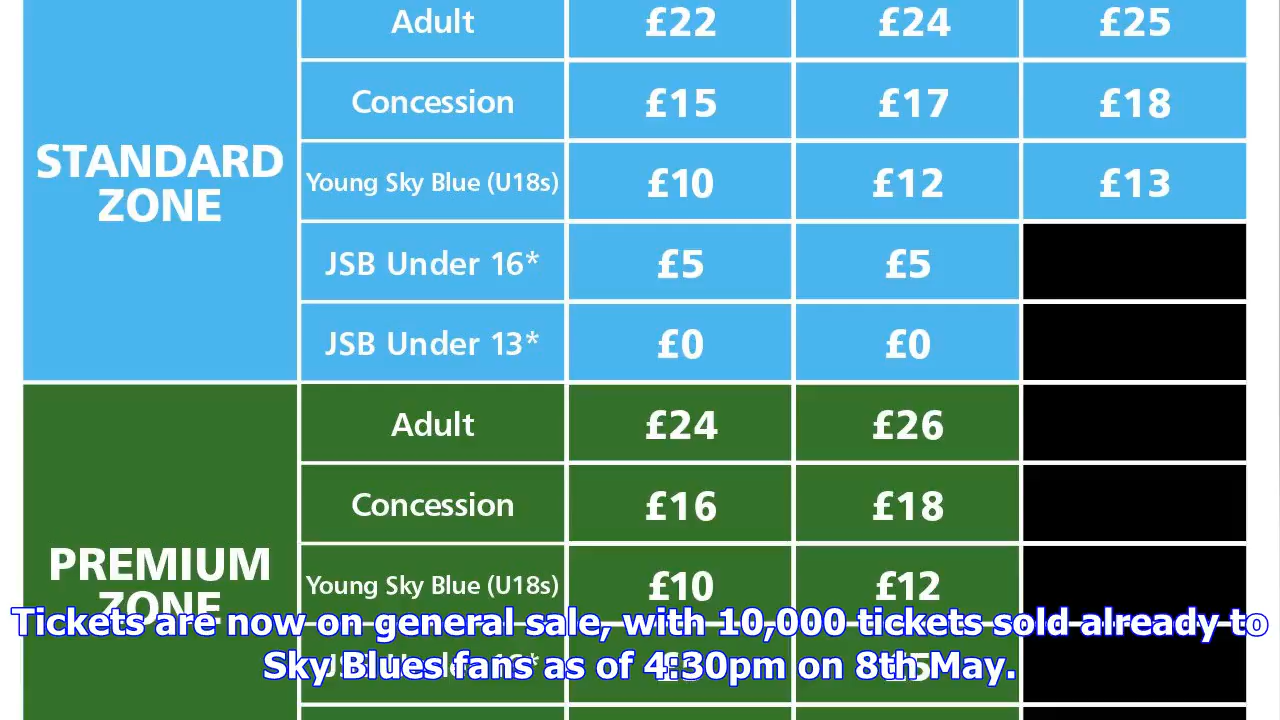 Adult £22 £24 £25
Concession £15 £17 £18
STANDARD
ZONE
Young Sky Blue (U18s) £10 £12 £13
JSB Under 16* £5 £5
JSB Under 13* £0 £0
Adult £24 £26
Concession £16 £18
PREMIUM
ZONE
Young Sky Blue (U18s) £10 £12
Tickets are now on general sale, with 10,000 tickets sold already to
Sky Blues fans as of 4:30pm on 8th May.